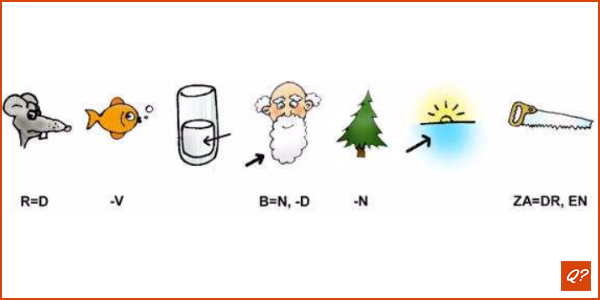 R=D -V B=N, -D -N ZA=DR, EN
Q?